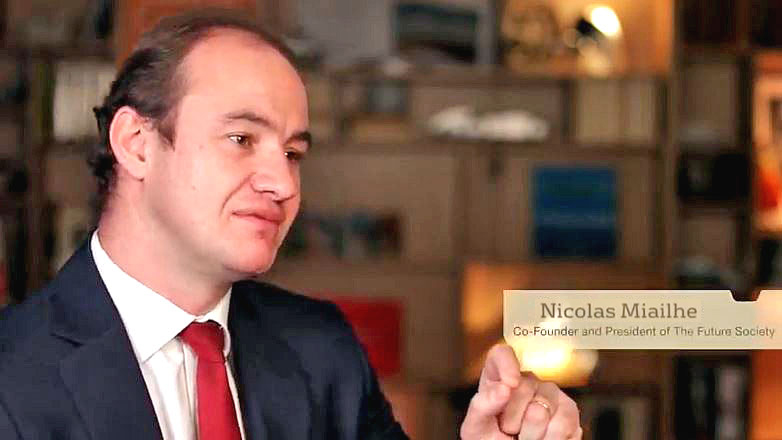 Nicolas Miailhe
Co-Founder and President of The Future Society